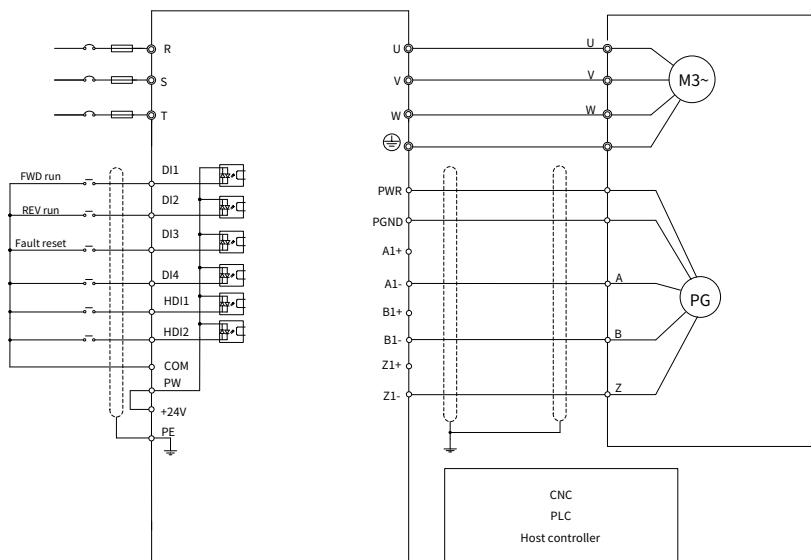 R
S
T
U
V
W
U
V
W
M3~
FWD run
REV run
Fault reset
DI1
DI2
DI3
DI4
HDI1
HDI2
COM
PW
+24V
PE
PWR
PGND
A1+
A1-
B1+
B1-
Z1+
Z1-
A
B
Z
PG
CNC
PLC
Host controller